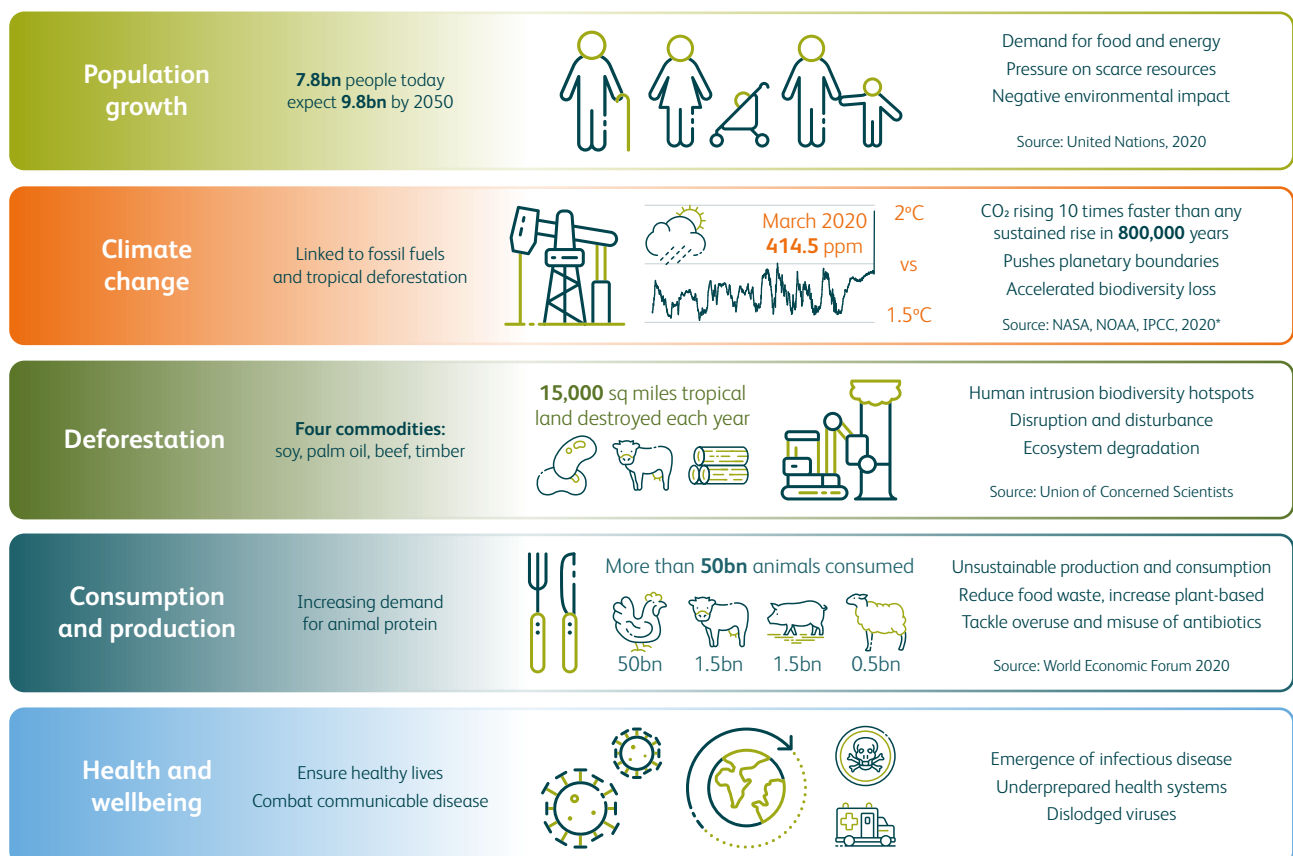 Population
growth
7.8bn people today
expect 9.8bn by 2050
Demand for food and energy
Pressure on scarce resources
Negative environmental impact
Source: United Nations, 2020
Climate
change
Linked to fossil fuels
and tropical deforestation
March 2020
414.5 ppm
2ºC
vs
1.5ºC
CO₂ rising 10 times faster than any
sustained rise in 800,000 years
Pushes planetary boundaries
Accelerated biodiversity loss
Source: NASA, NOAA, IPCC, 2020*
Deforestation
Four commodities:
soy, palm oil, beef, timber
15,000 sq miles tropical
land destroyed each year
Human intrusion biodiversity hotspots
Disruption and disturbance
Ecosystem degradation
Source: Union of Concerned Scientists
Consumption
and production
Increasing demand
for animal protein
More than 50bn animals consumed
50bn 1.5bn 1.5bn 0.5bn
Unsustainable production and consumption
Reduce food waste, increase plant-based
Tackle overuse and misuse of antibiotics
Source: World Economic Forum 2020
Health and
wellbeing
Ensure healthy lives
Combat communicable disease
Emergence of infectious disease
Underprepared health systems
Dislodged viruses